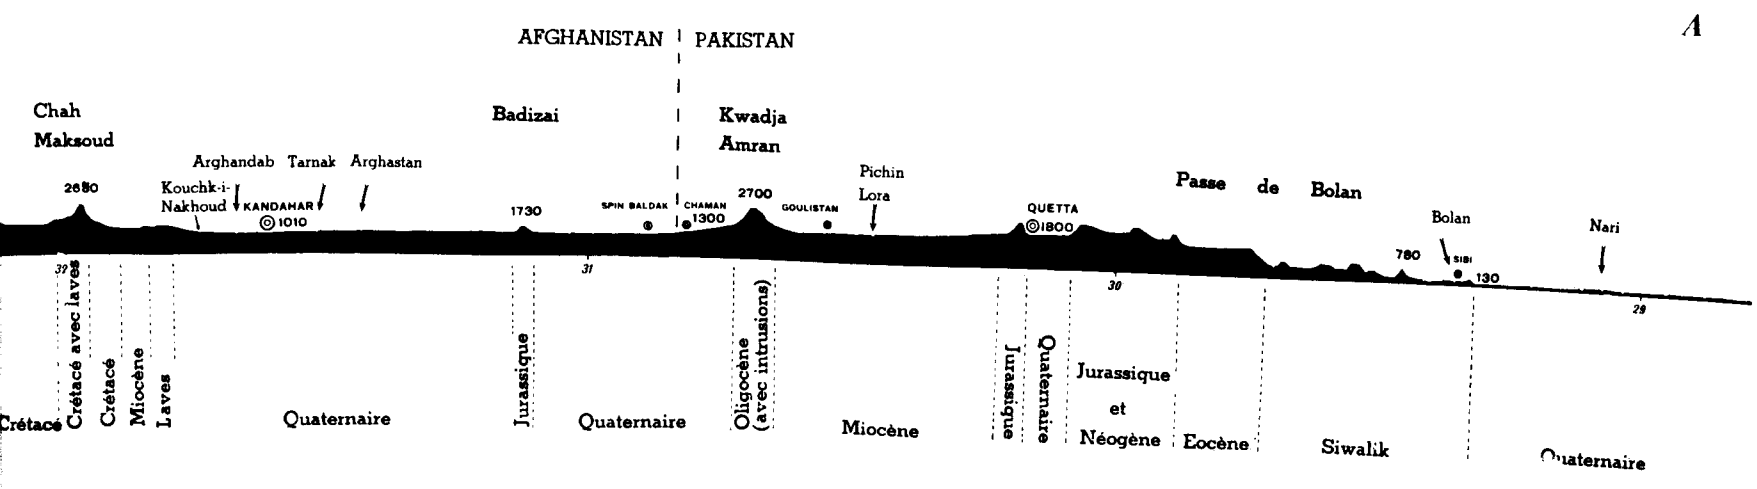 A
AFGHANISTAN PAKISTAN
Chah
Maksoud
Badizai
Kwadja
Amran
Arghandab Tarnak Arghastan
Pichin
Lora
Passe de Bolan
Kouchk-i-
Nakhoud
KANDAHAR
1010
1730
SPIN BALDAK
CHAMAN
1300
2700
GOULISTAN
QUETTA
1800
Bolan
Nari
780
SIBI
130
31
30
29
Crétacé
Crétacé avec laves
Crétacé
Miocène
Laves
Quaternaire
Jurassique
Quaternaire
Oligocène
(avec intrusions)
Miocène
Jurassique
Quaternaire
Jurassique
et
Néogène
Eocène
Siwalik
Quaternaire